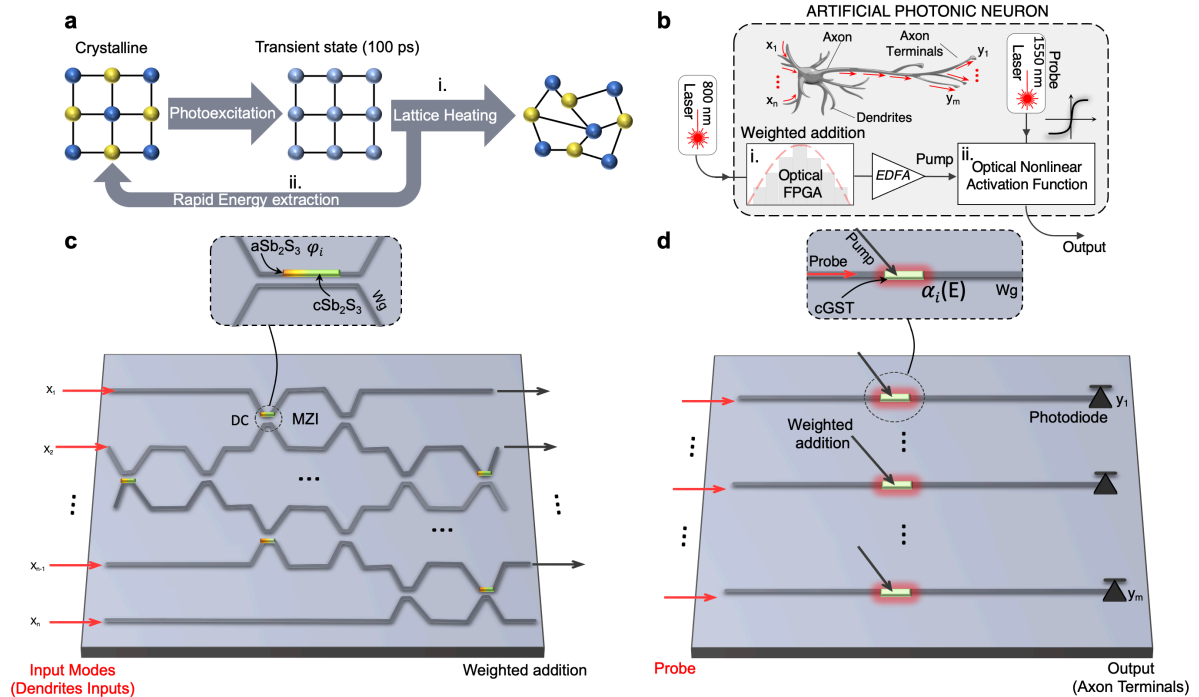 a
Crystalline
Photoexcitation
Transient state (100 ps)
i.
Lattice Heating
ii.
Rapid Energy extraction
b
ARTIFICIAL PHOTONIC NEURON
800 nm
Laser
x₁
xₙ
Axon
Axon
Terminals
y₁
yₘ
Dendrites
Probe
1550 nm
Laser
Weighted addition
i.
Optical
FPGA
EDFA
Pump
ii.
Optical Nonlinear
Activation Function
Output
c
aSb₂S₃ φᵢ
cSb₂S₃
Wg
x₁
DC
MZI
x₂
xₙ₋₁
xₙ
Input Modes
(Dendrites Inputs)
Weighted addition
d
Pump
Probe
cGST
αᵢ(E)
Wg
y₁
Photodiode
Weighted
addition
yₘ
Probe
Output
(Axon Terminals)